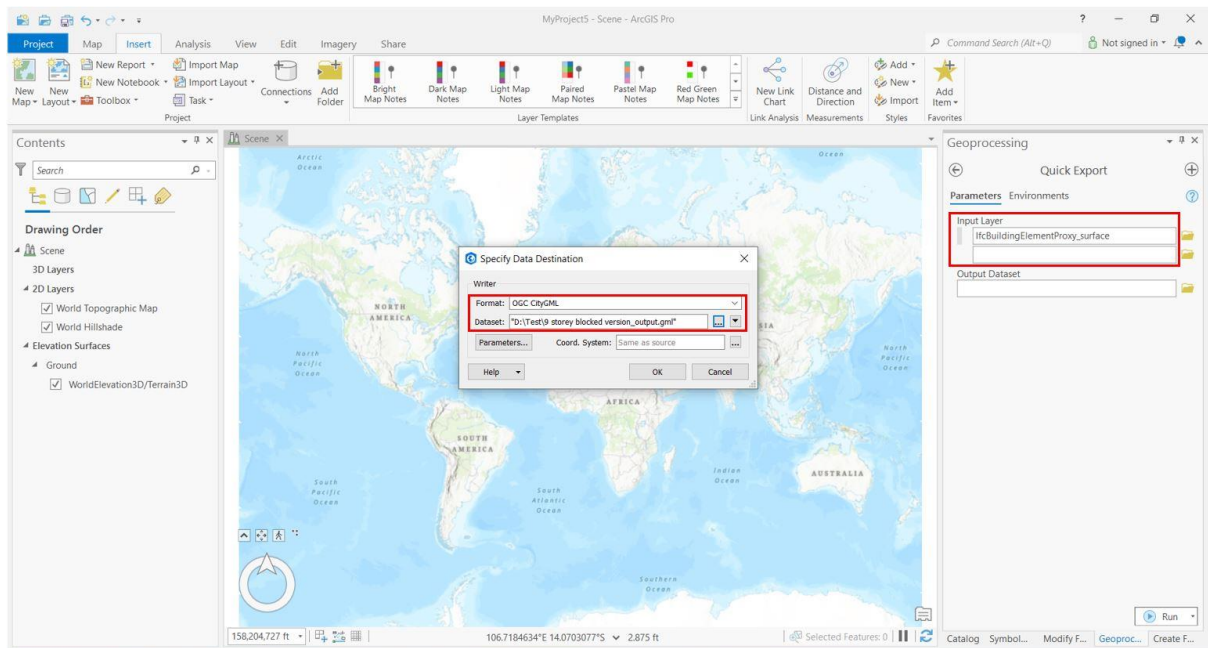 MyProject5 - Scene - ArcGIS Pro
?
Project Map Insert Analysis View Edit Imagery Share
Command Search (Alt+Q)
Not signed in
New Map
New Layout
New Report
New Notebook
Toolbox
Import Map
Import Layout
Task
Connections
Add Folder
Bright Map Notes
Dark Map Notes
Light Map Notes
Paired Map Notes
Pastel Map Notes
Red Green Map Notes
New Link Chart
Distance and Direction
Add
New
Import
Add Item
Project
Layer Templates
Link Analysis
Measurements
Styles
Favorites
Contents
Search
Drawing Order
Scene
3D Layers
2D Layers
World Topographic Map
World Hillshade
Elevation Surfaces
Ground
WorldElevation3D/Terrain3D
Scene
Arctic
Ocean
Ocean
NORTH
AMERICA
North
Pacific
Ocean
SIA
North
Pacific
Ocean
AFRICA
SOUTH
AMERICA
Indian
Ocean
AUSTRALIA
South
Pacific
Ocean
South
Atlantic
Ocean
Southern
Ocean
Specify Data Destination
Writer
Format: OGC CityGML
Dataset: "D:\Test\9 storey blocked version_output.gml" ...
Parameters... Coord. System: Same as source ...
Help OK Cancel
158,204,727 ft
106.7184634°E 14.0703077°S 2.875 ft
Selected Features: 0
Geoprocessing
Quick Export
Parameters Environments
?
Input Layer
IfcBuildingElementProxy_surface
Output Dataset
Run
Catalog Symbol... Modify F... Geoproc... Create F...